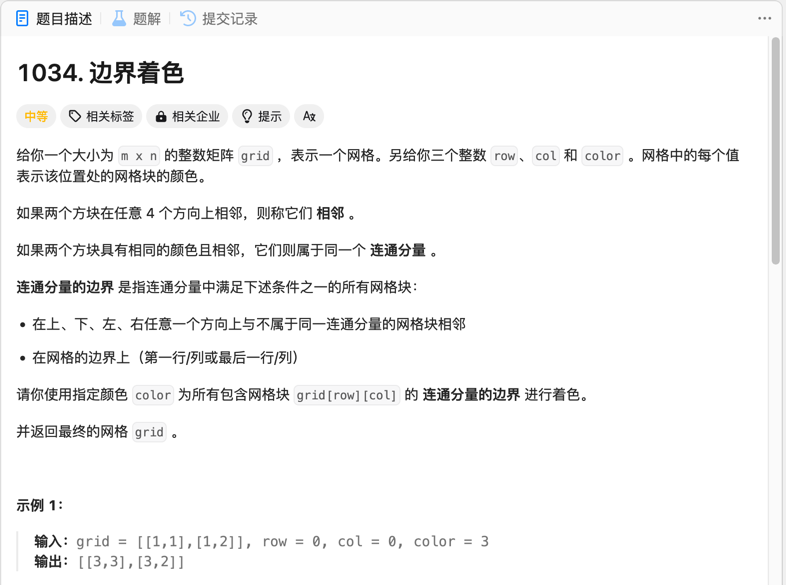 题目描述 题解 提交记录
1034. 边界着色
中等 相关标签 相关企业 提示
给你一个大小为 m x n 的整数矩阵 grid ，表示一个网格。另给你三个整数 row 、col 和 color 。网格中的每个值
表示该位置处的网格块的颜色。
如果两个方块在任意 4 个方向上相邻，则称它们 相邻 。
如果两个方块具有相同的颜色且相邻，它们则属于同一个 连通分量 。
连通分量的边界 是指连通分量中满足下述条件之一的所有网格块：
• 在上、下、左、右任意一个方向上与不属于同一连通分量的网格块相邻
• 在网格的边界上（第一行/列或最后一行/列）
请你使用指定颜色 color 为所有包含网格块 grid[row][col] 的 连通分量的边界 进行着色。
并返回最终的网格 grid 。
示例 1：
输入：grid = [[1,1],[1,2]], row = 0, col = 0, color = 3
输出：[[3,3],[3,2]]